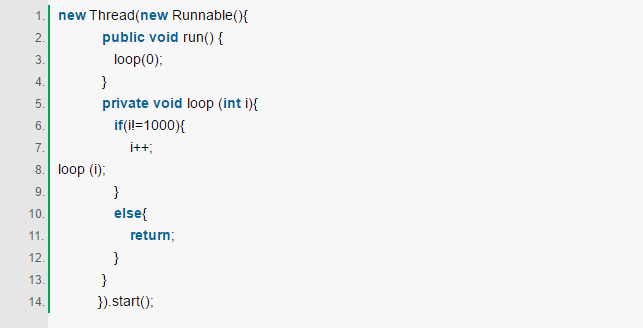 1. new Thread(new Runnable(){
2. public void run() {
3. loop(0);
4. }
5. private void loop (int i){
6. if(i!=1000){
7. i++;
8. loop (i);
9. }
10. else{
11. return;
12. }
13. }
14. }).start();